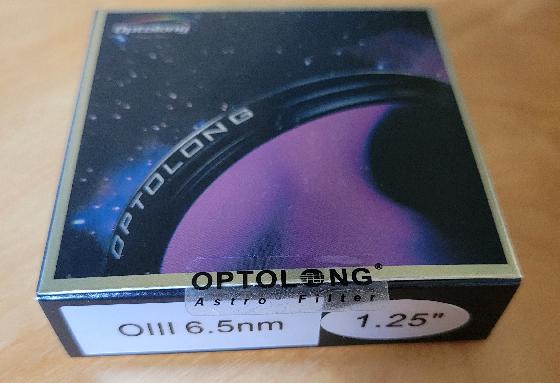 Optolong
OPTOLONG
OPTOLONG®
Astro Filter
OIII 6.5nm
1.25"